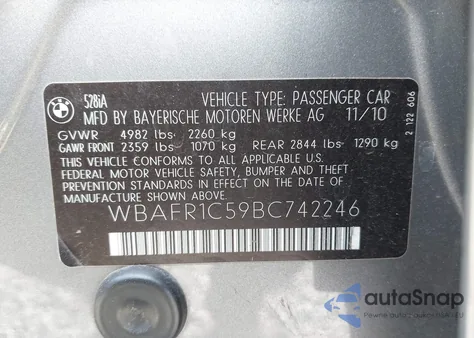 528iA VEHICLE TYPE: PASSENGER CAR
MFD BY BAYERISCHE MOTOREN WERKE AG 11/10
GVWR 4982 lbs· 2260 kg
GAWR FRONT 2359 lbs· 1070 kg REAR 2844 lbs· 1290 kg
THIS VEHICLE CONFORMS TO ALL APPLICABLE U.S.
FEDERAL MOTOR VEHICLE SAFETY, BUMPER AND THEFT
PREVENTION STANDARDS IN EFFECT ON THE DATE OF
MANUFACTURE SHOWN ABOVE.
WBAFR1C59BC742246
2 122 606
autoSnap
Pewne auto z USA